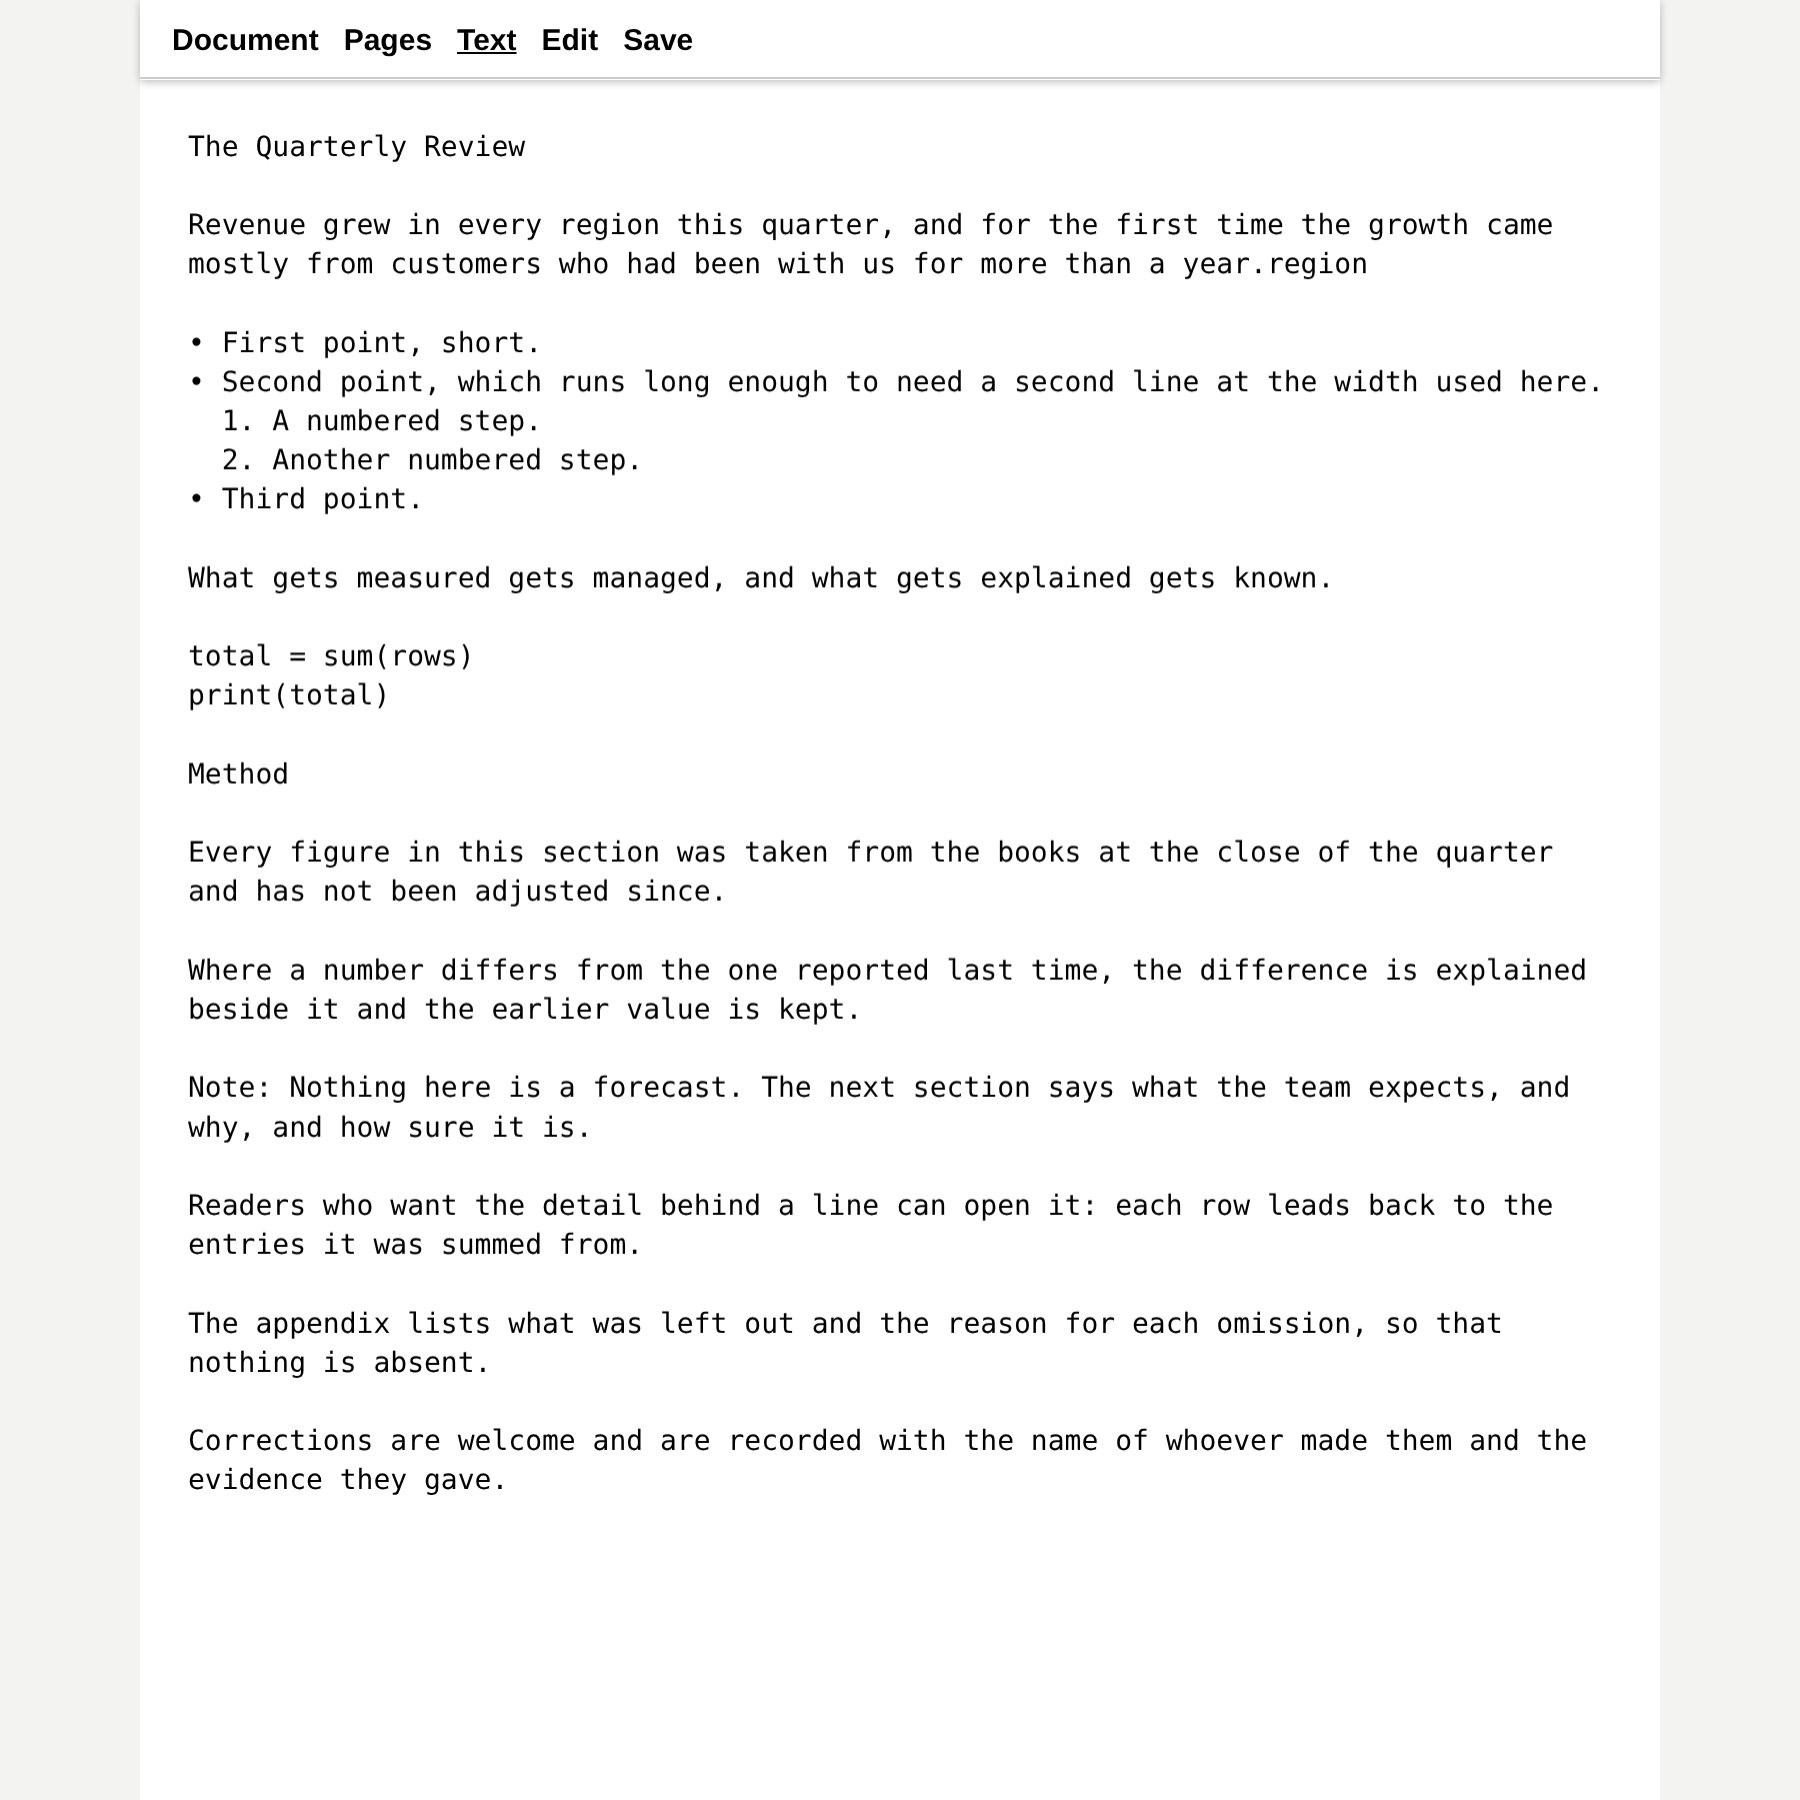 Document Pages Text Edit Save
The Quarterly Review
Revenue grew in every region this quarter, and for the first time the growth came
mostly from customers who had been with us for more than a year.region
• First point, short.
• Second point, which runs long enough to need a second line at the width used here.
1. A numbered step.
2. Another numbered step.
• Third point.
What gets measured gets managed, and what gets explained gets known.
total = sum(rows)
print(total)
Method
Every figure in this section was taken from the books at the close of the quarter
and has not been adjusted since.
Where a number differs from the one reported last time, the difference is explained
beside it and the earlier value is kept.
Note: Nothing here is a forecast. The next section says what the team expects, and
why, and how sure it is.
Readers who want the detail behind a line can open it: each row leads back to the
entries it was summed from.
The appendix lists what was left out and the reason for each omission, so that
nothing is absent.
Corrections are welcome and are recorded with the name of whoever made them and the
evidence they gave.